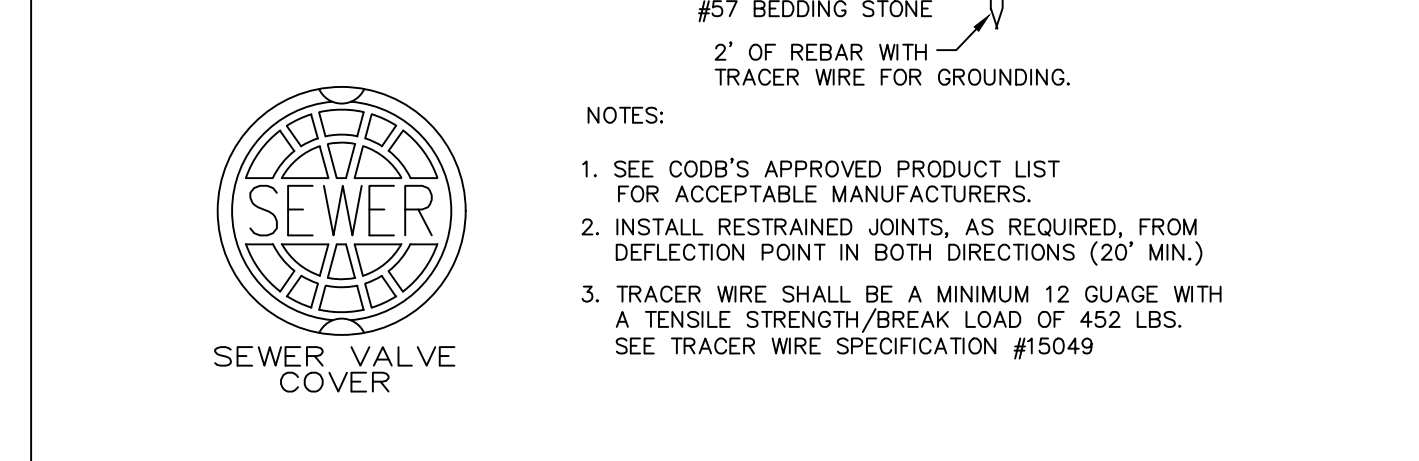 #57 BEDDING STONE
2' OF REBAR WITH
TRACER WIRE FOR GROUNDING.
NOTES:
1. SEE CODB'S APPROVED PRODUCT LIST
FOR ACCEPTABLE MANUFACTURERS.
2. INSTALL RESTRAINED JOINTS, AS REQUIRED, FROM
DEFLECTION POINT IN BOTH DIRECTIONS (20' MIN.)
3. TRACER WIRE SHALL BE A MINIMUM 12 GUAGE WITH
A TENSILE STRENGTH/BREAK LOAD OF 452 LBS.
SEE TRACER WIRE SPECIFICATION #15049
SEWER
SEWER VALVE
COVER